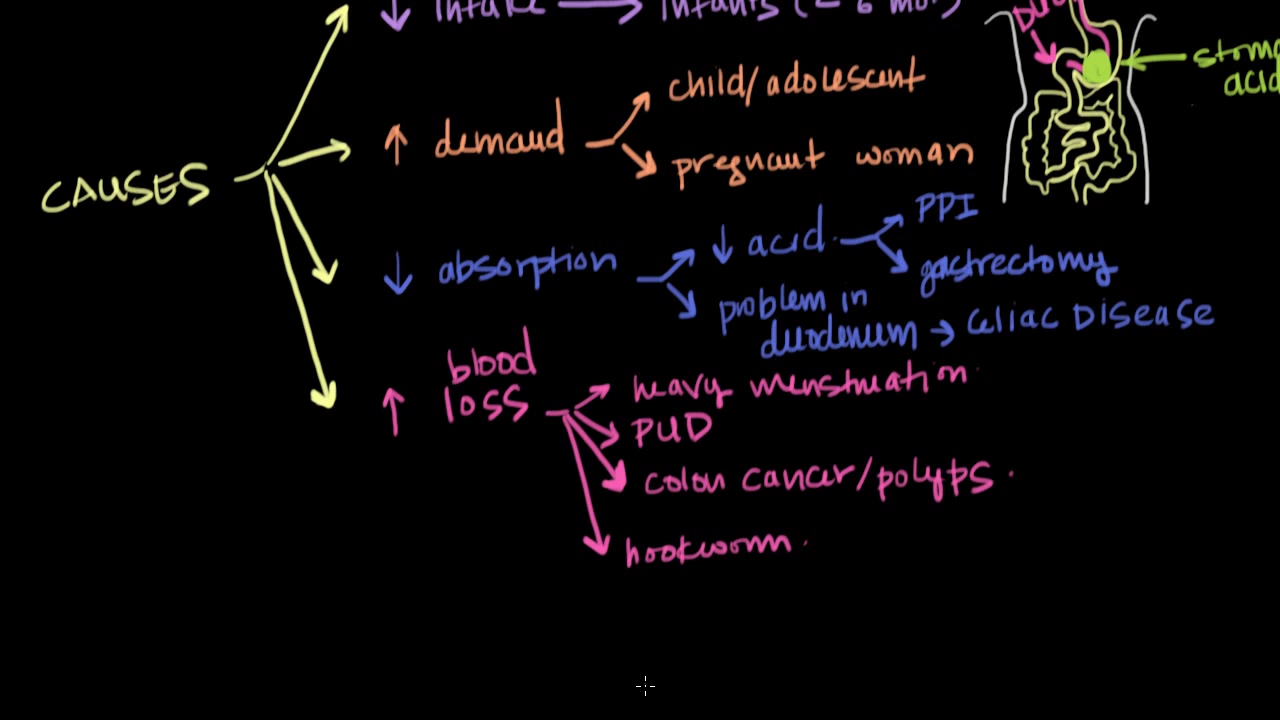 ↓ intake → infants (
↑ demand → child/adolescent
pregnant woman
CAUSES
↓ absorption → ↓ acid → PPI
gastrectomy
problem in
duodenum → Celiac Disease
↑ blood
loss → heavy menstruation
PUD
colon cancer/polyps.
hookworm.
acid